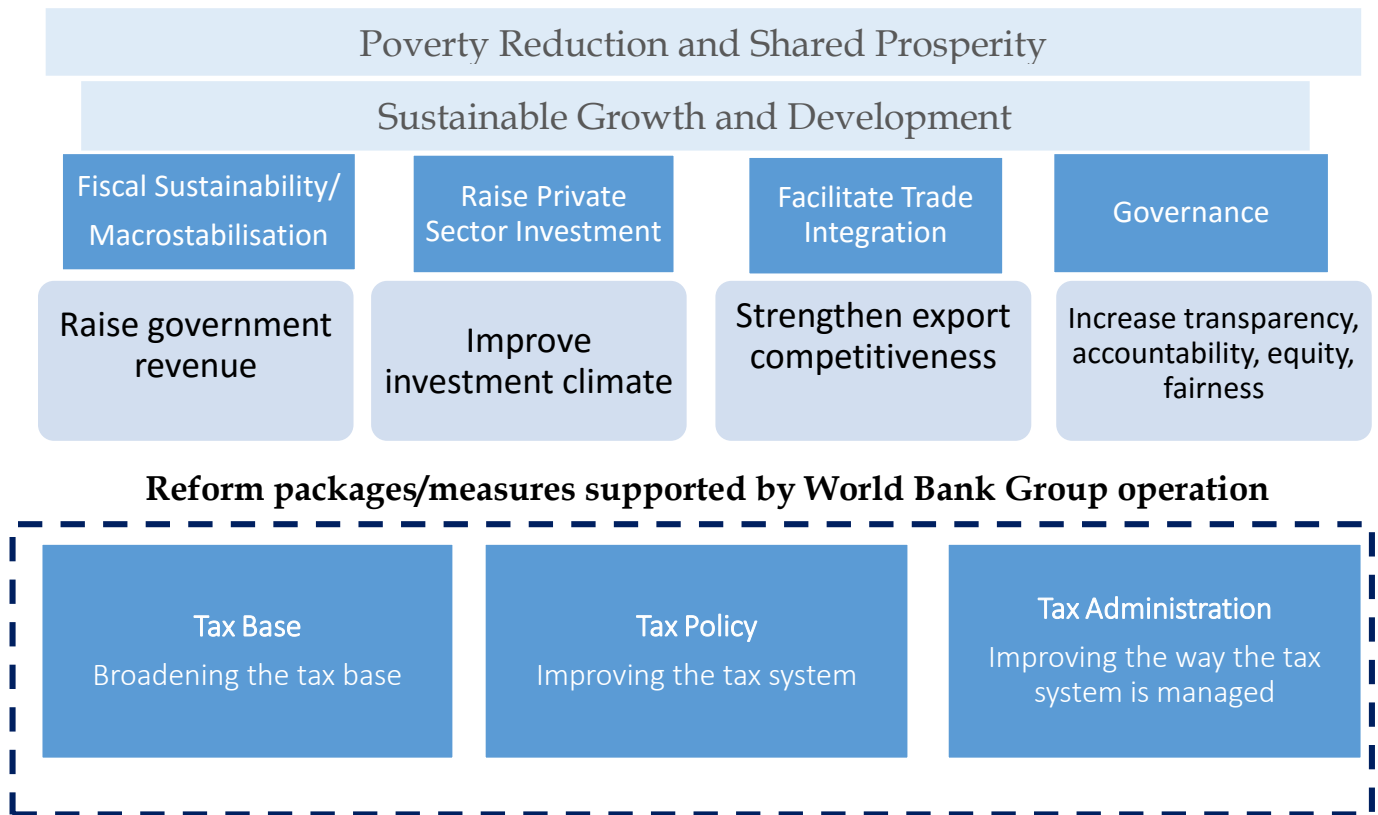 Poverty Reduction and Shared Prosperity
Sustainable Growth and Development
Fiscal Sustainability/
Macrostabilisation
Raise Private
Sector Investment
Facilitate Trade
Integration
Governance
Raise government
revenue
Improve
investment climate
Strengthen export
competitiveness
Increase transparency,
accountability, equity,
fairness
Reform packages/measures supported by World Bank Group operation
Tax Base
Broadening the tax base
Tax Policy
Improving the tax system
Tax Administration
Improving the way the tax
system is managed